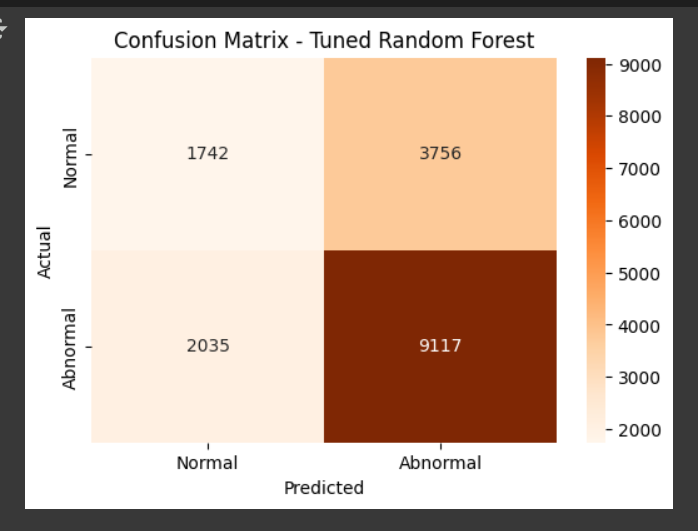 Confusion Matrix - Tuned Random Forest
9000
8000
7000
6000
5000
4000
3000
2000
Actual
Normal
Abnormal
1742
3756
2035
9117
Normal
Abnormal
Predicted